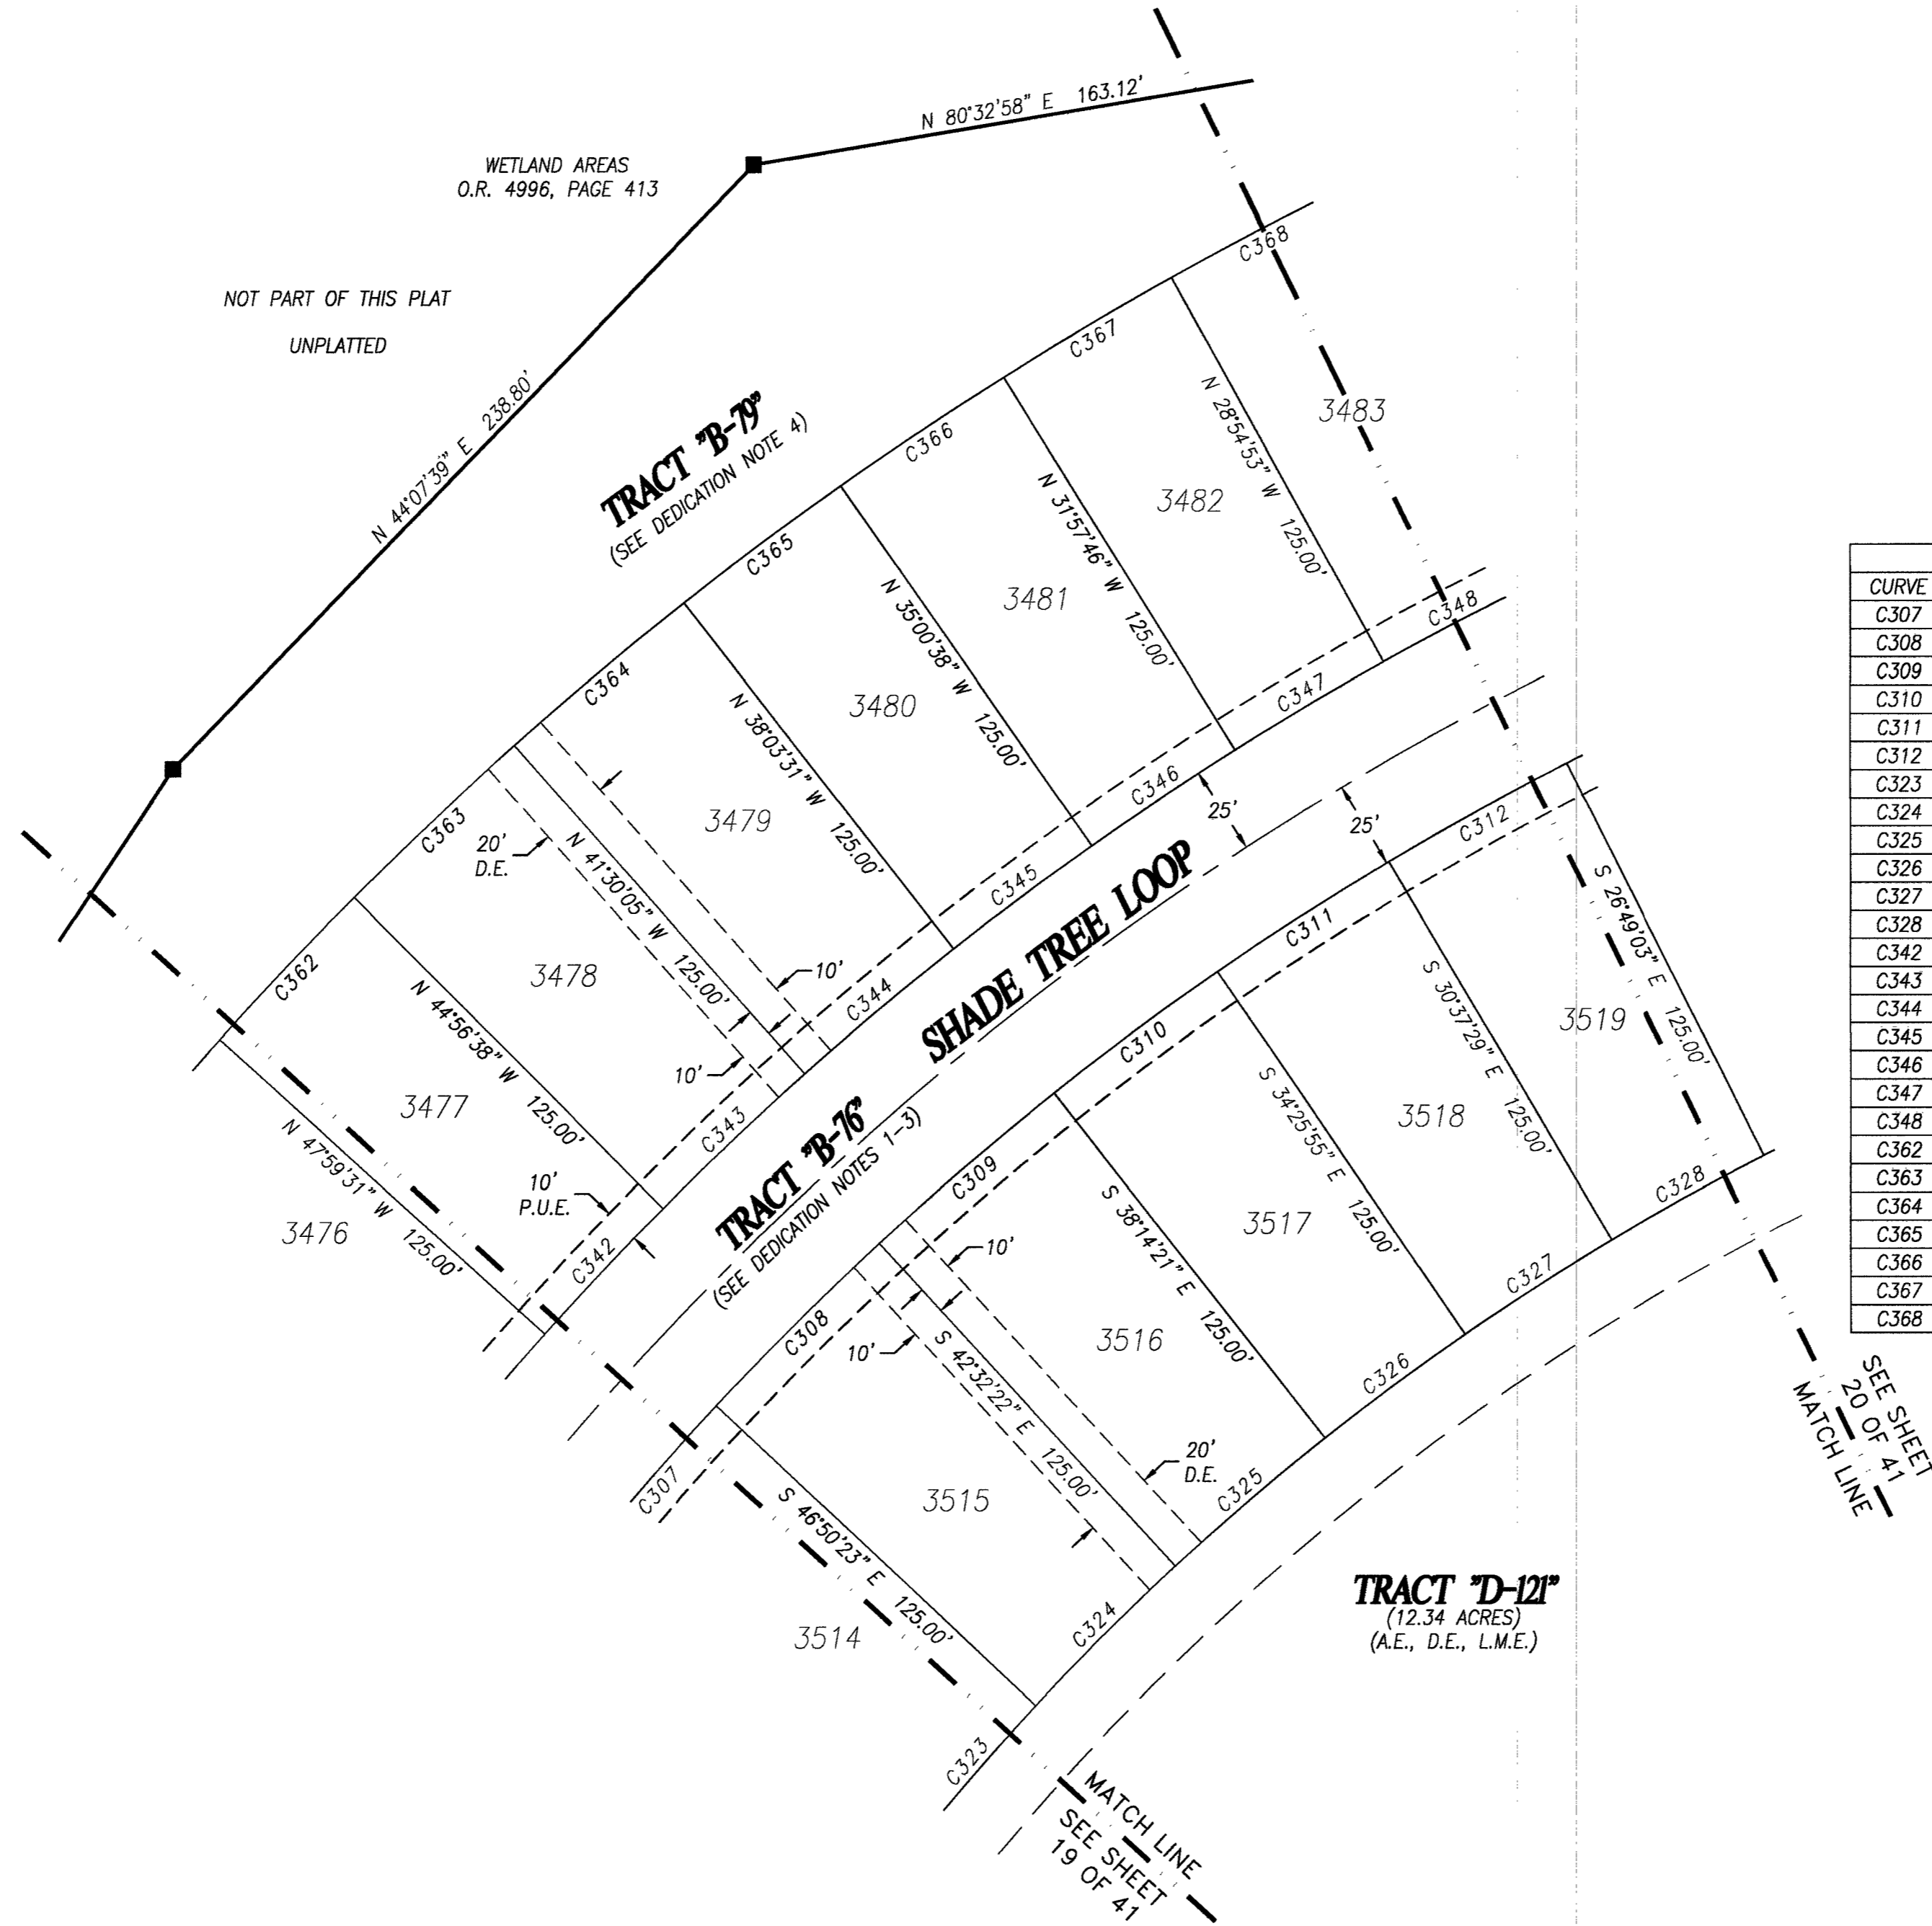 N 80°32'58" E 163.12'
WETLAND AREAS
O.R. 4996, PAGE 413
NOT PART OF THIS PLAT
UNPLATTED
N 44°07'39" E 238.80'
TRACT "B-79"
(SEE DEDICATION NOTE 4)
C368
C367
C366
C365
C364
C363
C362
3483
N 28°54'53" W 125.00'
3482
N 31°57'46" W 125.00'
3481
N 35°00'38" W 125.00'
3480
N 38°03'31" W 125.00'
3479
20'
D.E.
N 41°30'05" W 125.00'
10'
10'
3478
N 44°56'38" W 125.00'
3477
10'
P.U.E.
N 47°59'31" W 125.00'
3476
C348
C347
C346
C345
C344
C343
C342
25'
25'
SHADE TREE LOOP
TRACT "B-76"
(SEE DEDICATION NOTES 1-3)
C312
C311
C310
C309
C308
C307
S 26°49'03" E 125.00'
3519
S 30°37'29" E 125.00'
3518
S 34°25'55" E 125.00'
3517
S 38°14'21" E 125.00'
3516
10'
10'
S 42°32'22" E 125.00'
20'
D.E.
3515
S 46°50'23" E 125.00'
3514
C328
C327
C326
C325
C324
C323
TRACT "D-121"
(12.34 ACRES)
(A.E., D.E., L.M.E.)
MATCH LINE
SEE SHEET
19 OF 41
SEE SHEET
20 OF 41
MATCH LINE
CURVE
C307
C308
C309
C310
C311
C312
C323
C324
C325
C326
C327
C328
C342
C343
C344
C345
C346
C347
C348
C362
C363
C364
C365
C366
C367
C368